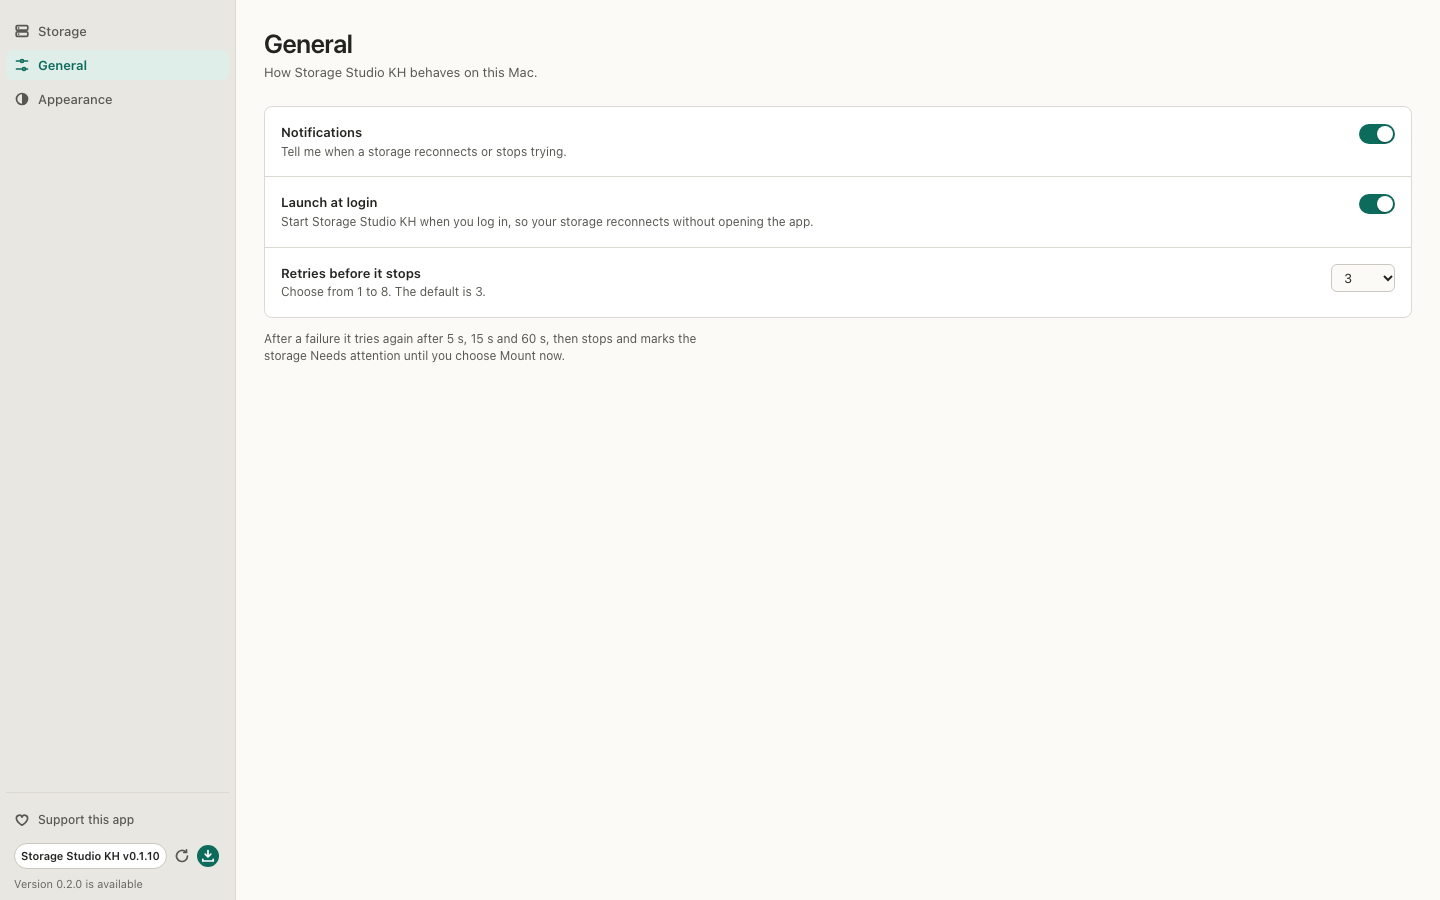 Storage
General
Appearance
General
How Storage Studio KH behaves on this Mac.
Notifications
Tell me when a storage reconnects or stops trying.
Launch at login
Start Storage Studio KH when you log in, so your storage reconnects without opening the app.
Retries before it stops
Choose from 1 to 8. The default is 3.
3
After a failure it tries again after 5 s, 15 s and 60 s, then stops and marks the
storage Needs attention until you choose Mount now.
Support this app
Storage Studio KH v0.1.10
Version 0.2.0 is available